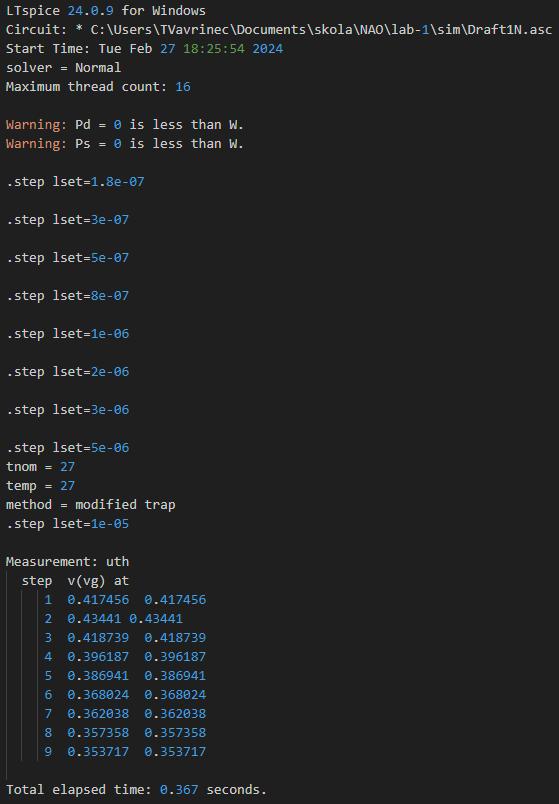 LTspice 24.0.9 for Windows
Circuit: * C:\Users\TVavrinec\Documents\skola\NAO\lab-1\sim\Draft1N.asc
Start Time: Tue Feb 27 18:25:54 2024
solver = Normal
Maximum thread count: 16
Warning: Pd = 0 is less than W.
Warning: Ps = 0 is less than W.
.step lset=1.8e-07
.step lset=3e-07
.step lset=5e-07
.step lset=8e-07
.step lset=1e-06
.step lset=2e-06
.step lset=3e-06
.step lset=5e-06
tnom = 27
temp = 27
method = modified trap
.step lset=1e-05
Measurement: uth
step v(vg) at
1 0.417456 0.417456
2 0.43441 0.43441
3 0.418739 0.418739
4 0.396187 0.396187
5 0.386941 0.386941
6 0.368024 0.368024
7 0.362038 0.362038
8 0.357358 0.357358
9 0.353717 0.353717
Total elapsed time: 0.367 seconds.